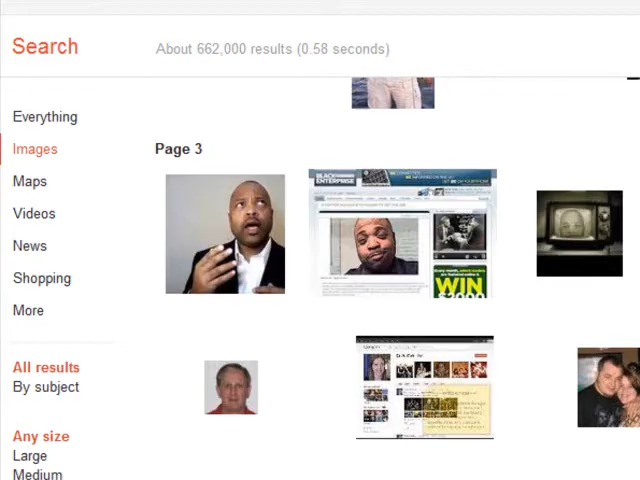 Search
About 662,000 results (0.58 seconds)
Everything
Images
Maps
Videos
News
Shopping
More
All results
By subject
Any size
Large
Medium
Page 3
BLACK
ENTERPRISE
WIN